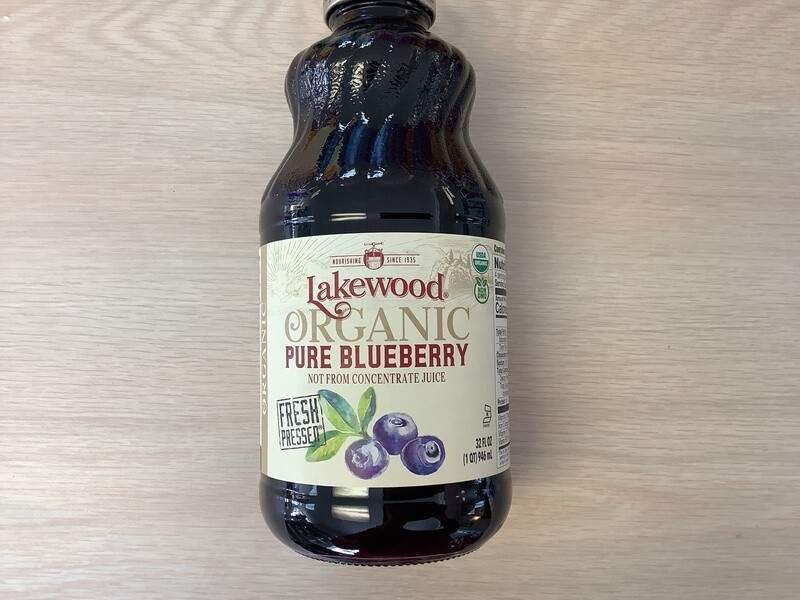 NOURISHING SINCE 1935
Lakewood®
ORGANIC
PURE BLUEBERRY
NOT FROM CONCENTRATE JUICE
FRESH
PRESSED
32 FL OZ
(1 QT) 946 mL
USDA
ORGANIC
ORGANIC